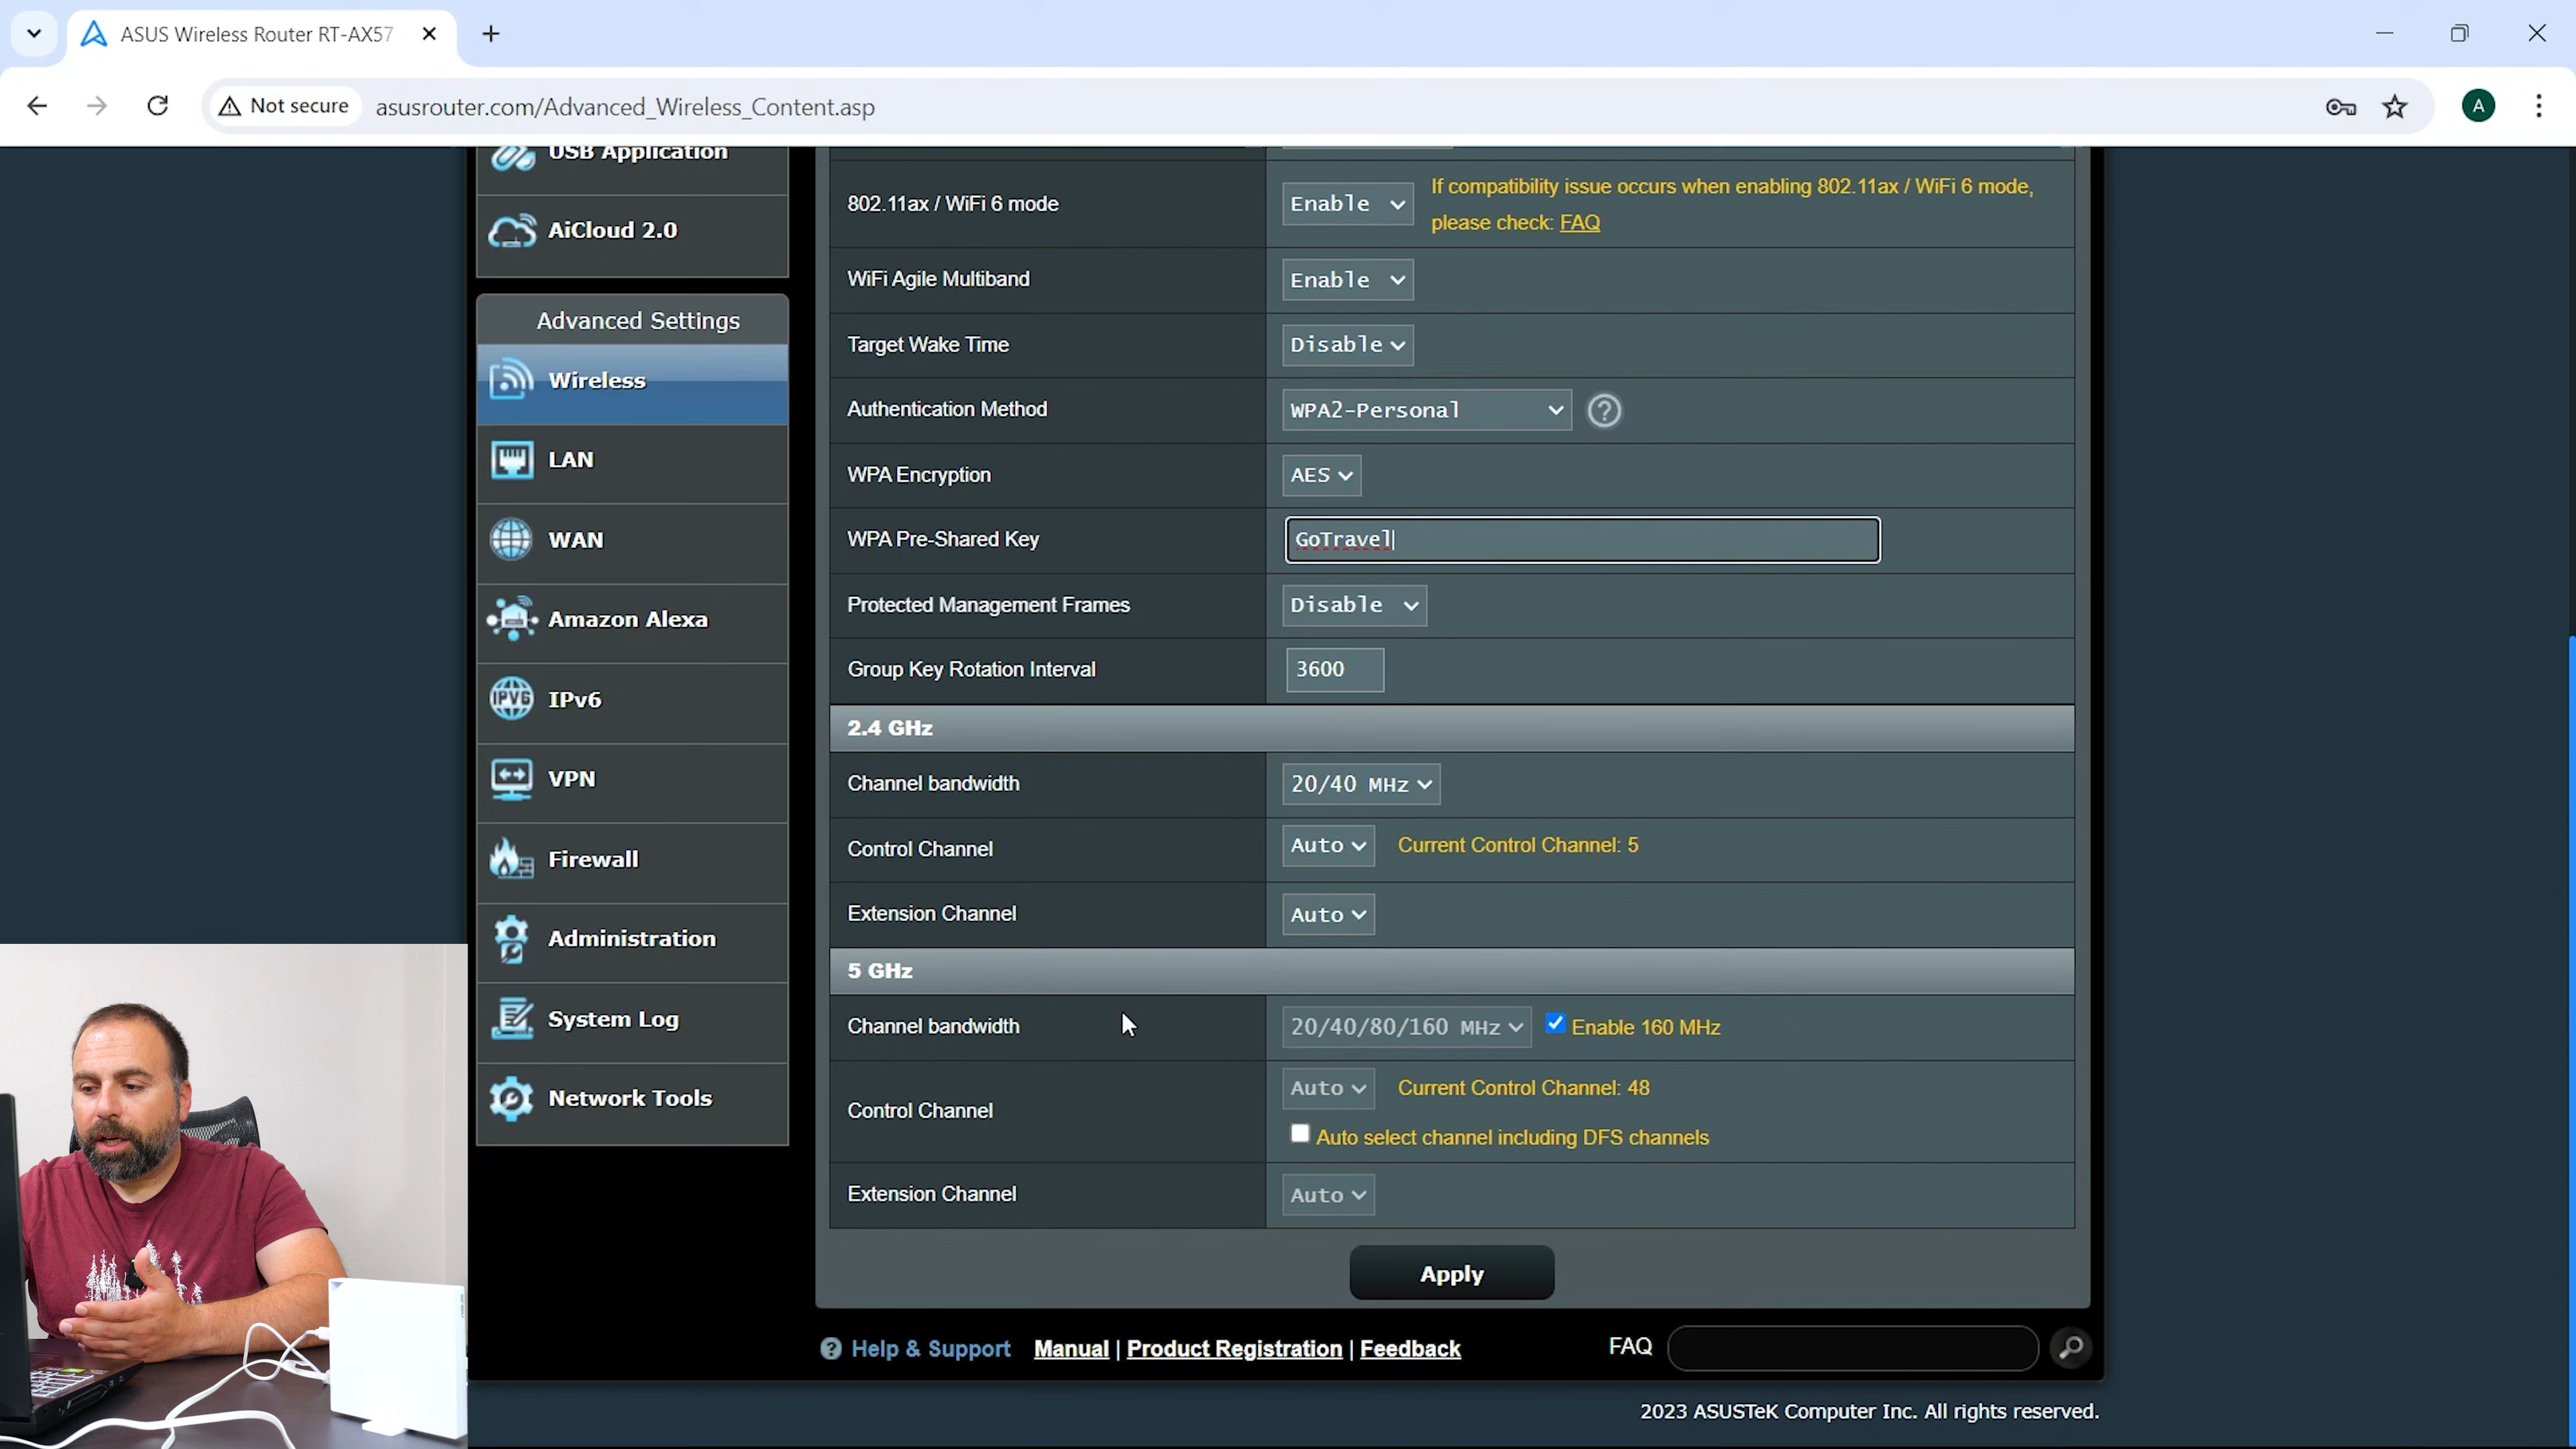 ASUS Wireless Router RT-AX57
Not secure
asusrouter.com/Advanced_Wireless_Content.asp
A
USB Application
AiCloud 2.0
Advanced Settings
Wireless
LAN
WAN
Amazon Alexa
IPv6
VPN
Firewall
Administration
System Log
Network Tools
802.11ax / WiFi 6 mode
Enable
If compatibility issue occurs when enabling 802.11ax / WiFi 6 mode,
please check: FAQ
WiFi Agile Multiband
Enable
Target Wake Time
Disable
Authentication Method
WPA2-Personal
?
WPA Encryption
AES
WPA Pre-Shared Key
GoTravel
Protected Management Frames
Disable
Group Key Rotation Interval
3600
2.4 GHz
Channel bandwidth
20/40 MHz
Control Channel
Auto
Current Control Channel: 5
Extension Channel
Auto
5 GHz
Channel bandwidth
20/40/80/160 MHz
Enable 160 MHz
Control Channel
Auto
Current Control Channel: 48
Auto select channel including DFS channels
Extension Channel
Auto
Apply
? Help & Support
Manual | Product Registration | Feedback
FAQ
2023 ASUSTeK Computer Inc. All rights reserved.